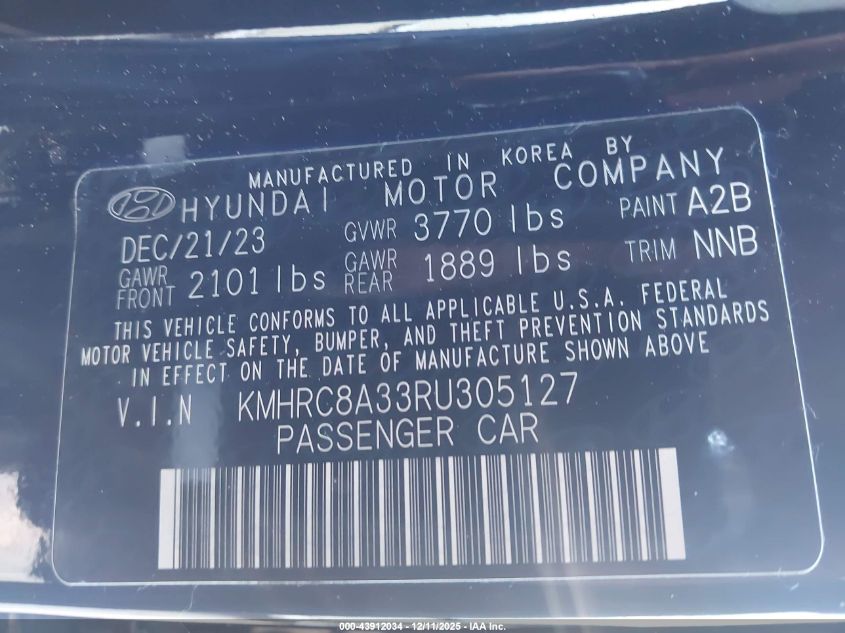 MANUFACTURED IN KOREA BY
HYUNDAI MOTOR COMPANY
DEC/21/23 GVWR 3770 lbs PAINT A2B
GAWR FRONT 2101 lbs GAWR REAR 1889 lbs TRIM NNB
THIS VEHICLE CONFORMS TO ALL APPLICABLE U.S.A. FEDERAL
MOTOR VEHICLE SAFETY, BUMPER, AND THEFT PREVENTION STANDARDS
IN EFFECT ON THE DATE OF MANUFACTURE SHOWN ABOVE
V.I.N KMHRC8A33RU305127
PASSENGER CAR
000-43912034 - 12/11/2025 - IAA Inc.